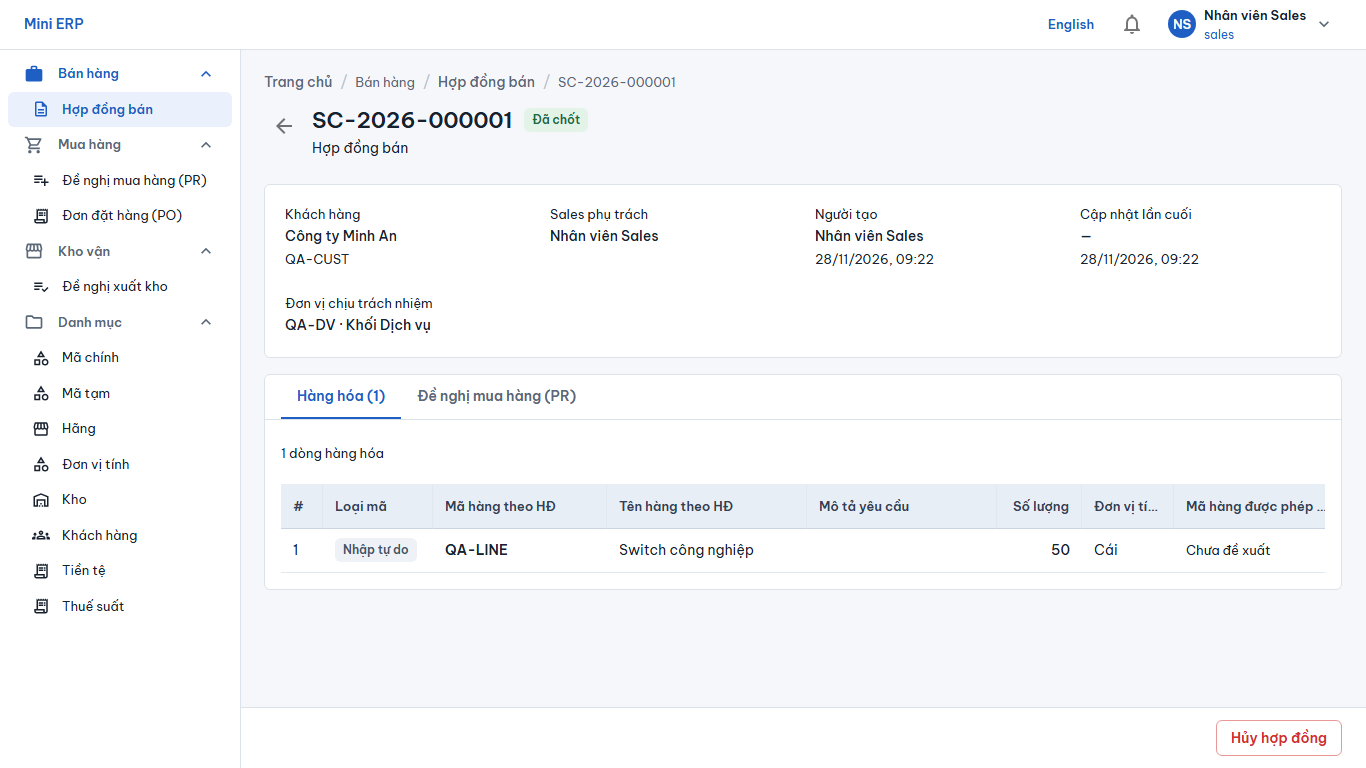 Mini ERP
English
NS
Nhân viên Sales
sales
Bán hàng
Hợp đồng bán
Mua hàng
Đề nghị mua hàng (PR)
Đơn đặt hàng (PO)
Kho vận
Đề nghị xuất kho
Danh mục
Mã chính
Mã tạm
Hãng
Đơn vị tính
Kho
Khách hàng
Tiền tệ
Thuế suất
Trang chủ / Bán hàng / Hợp đồng bán / SC-2026-000001
SC-2026-000001 Đã chốt
Hợp đồng bán
Khách hàng
Công ty Minh An
QA-CUST
Sales phụ trách
Nhân viên Sales
Người tạo
Nhân viên Sales
28/11/2026, 09:22
Cập nhật lần cuối
—
28/11/2026, 09:22
Đơn vị chịu trách nhiệm
QA-DV · Khối Dịch vụ
Hàng hóa (1) Đề nghị mua hàng (PR)
1 dòng hàng hóa
# Loại mã Mã hàng theo HĐ Tên hàng theo HĐ Mô tả yêu cầu Số lượng Đơn vị tí... Mã hàng được phép ...
1 Nhập tự do QA-LINE Switch công nghiệp 50 Cái Chưa đề xuất
Hủy hợp đồng